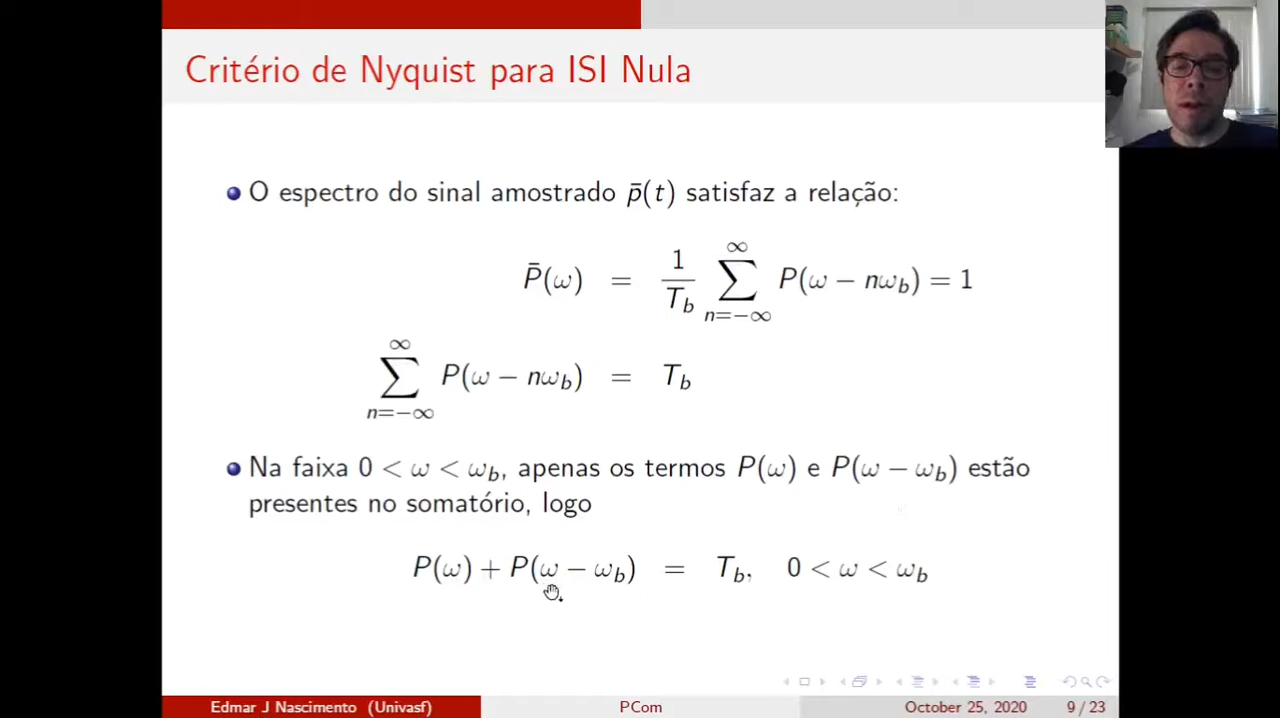 Critério de Nyquist para ISI Nula
O espectro do sinal amostrado p̄(t) satisfaz a relação:
P̄(ω) = 1/T_b ∑_{n=−∞}^{∞} P(ω − nω_b) = 1
∑_{n=−∞}^{∞} P(ω − nω_b) = T_b
Na faixa 0 < ω < ω_b, apenas os termos P(ω) e P(ω − ω_b) estão
presentes no somatório, logo
P(ω) + P(ω − ω_b) = T_b, 0 < ω < ω_b
Edmar J Nascimento (Univasf) PCom October 25, 2020 9 / 23